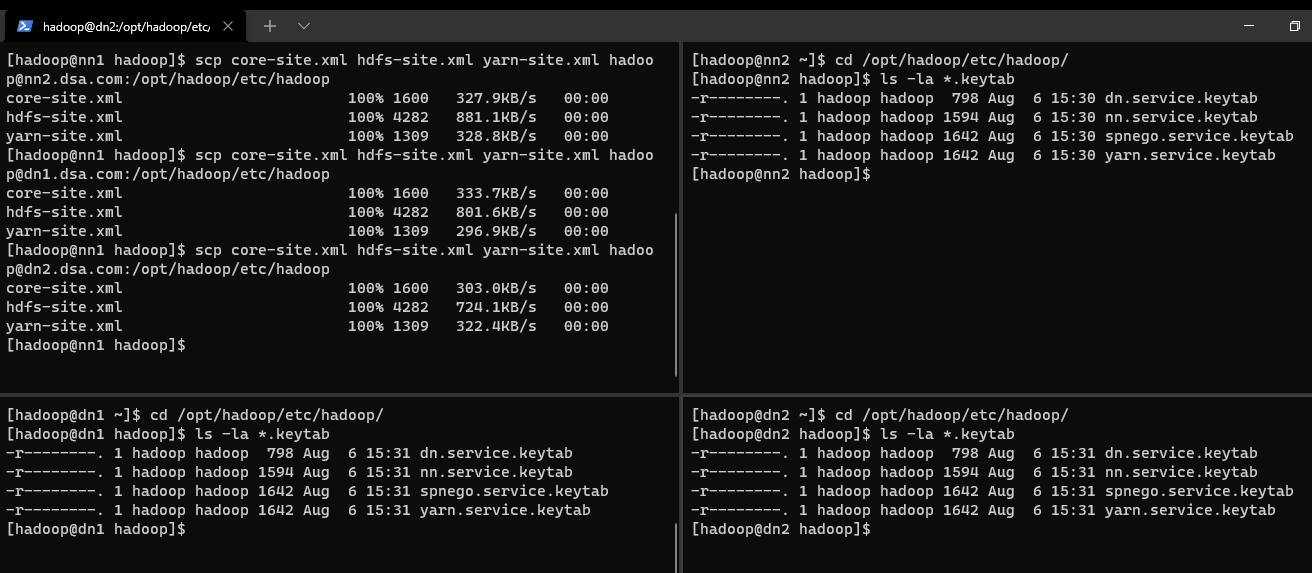 hadoop@dn2:/opt/hadoop/etc/
[hadoop@nn1 hadoop]$ scp core-site.xml hdfs-site.xml yarn-site.xml hadoo
p@nn2.dsa.com:/opt/hadoop/etc/hadoop
core-site.xml 100% 1600 327.9KB/s 00:00
hdfs-site.xml 100% 4282 881.1KB/s 00:00
yarn-site.xml 100% 1309 328.8KB/s 00:00
[hadoop@nn1 hadoop]$ scp core-site.xml hdfs-site.xml yarn-site.xml hadoo
p@dn1.dsa.com:/opt/hadoop/etc/hadoop
core-site.xml 100% 1600 333.7KB/s 00:00
hdfs-site.xml 100% 4282 801.6KB/s 00:00
yarn-site.xml 100% 1309 296.9KB/s 00:00
[hadoop@nn1 hadoop]$ scp core-site.xml hdfs-site.xml yarn-site.xml hadoo
p@dn2.dsa.com:/opt/hadoop/etc/hadoop
core-site.xml 100% 1600 303.0KB/s 00:00
hdfs-site.xml 100% 4282 724.1KB/s 00:00
yarn-site.xml 100% 1309 322.4KB/s 00:00
[hadoop@nn1 hadoop]$
[hadoop@nn2 ~]$ cd /opt/hadoop/etc/hadoop/
[hadoop@nn2 hadoop]$ ls -la *.keytab
-r--------. 1 hadoop hadoop 798 Aug 6 15:30 dn.service.keytab
-r--------. 1 hadoop hadoop 1594 Aug 6 15:30 nn.service.keytab
-r--------. 1 hadoop hadoop 1642 Aug 6 15:30 spnego.service.keytab
-r--------. 1 hadoop hadoop 1642 Aug 6 15:30 yarn.service.keytab
[hadoop@nn2 hadoop]$
[hadoop@dn1 ~]$ cd /opt/hadoop/etc/hadoop/
[hadoop@dn1 hadoop]$ ls -la *.keytab
-r--------. 1 hadoop hadoop 798 Aug 6 15:31 dn.service.keytab
-r--------. 1 hadoop hadoop 1594 Aug 6 15:31 nn.service.keytab
-r--------. 1 hadoop hadoop 1642 Aug 6 15:31 spnego.service.keytab
-r--------. 1 hadoop hadoop 1642 Aug 6 15:31 yarn.service.keytab
[hadoop@dn1 hadoop]$
[hadoop@dn2 ~]$ cd /opt/hadoop/etc/hadoop/
[hadoop@dn2 hadoop]$ ls -la *.keytab
-r--------. 1 hadoop hadoop 798 Aug 6 15:31 dn.service.keytab
-r--------. 1 hadoop hadoop 1594 Aug 6 15:31 nn.service.keytab
-r--------. 1 hadoop hadoop 1642 Aug 6 15:31 spnego.service.keytab
-r--------. 1 hadoop hadoop 1642 Aug 6 15:31 yarn.service.keytab
[hadoop@dn2 hadoop]$